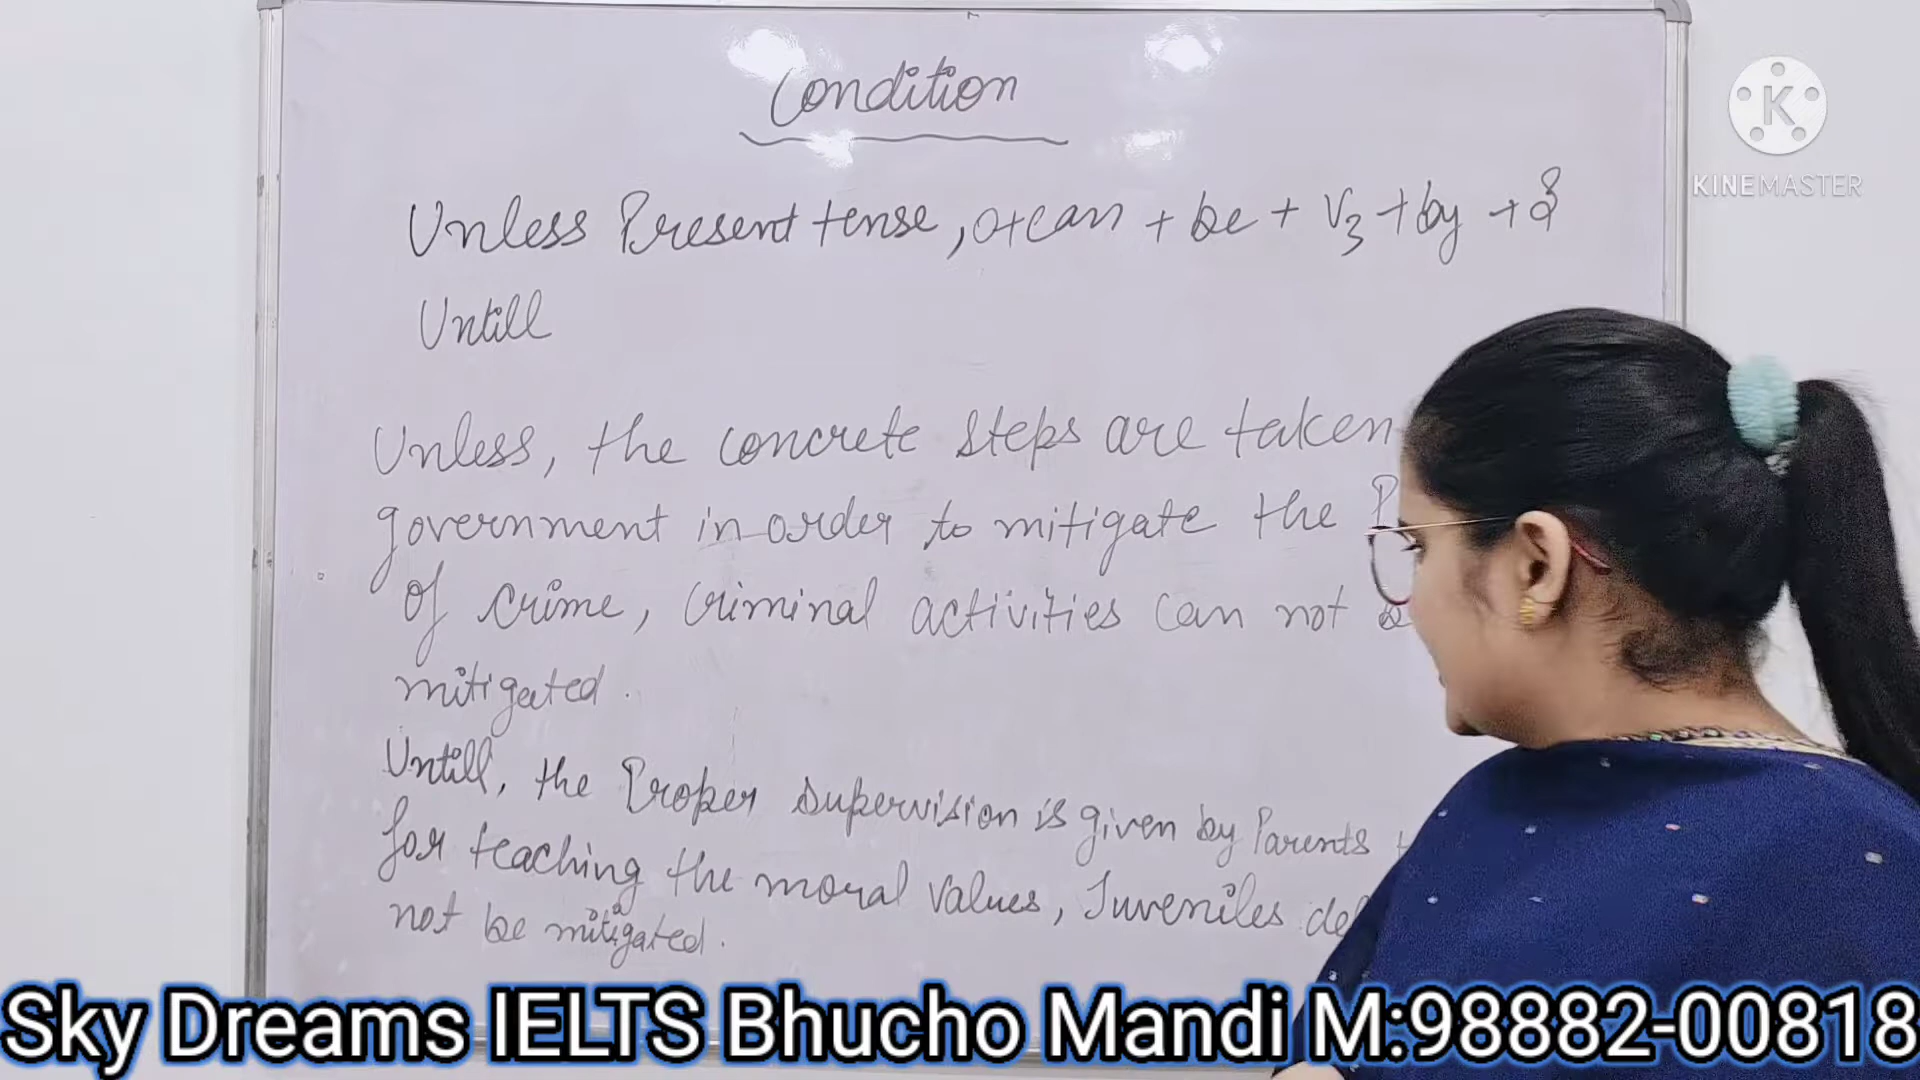 Condition
KINEMASTER
Unless Present tense, o+can + be + V3 + by +
Untill
Unless, the concrete steps are taken
government in order to mitigate the
of crime, Criminal activities can not
mitigated.
Untill, the Proper supervision is given by Parents
for teaching the moral values, Juveniles
not be mitigated.
Sky Dreams IELTS Bhucho Mandi M:98882-00818